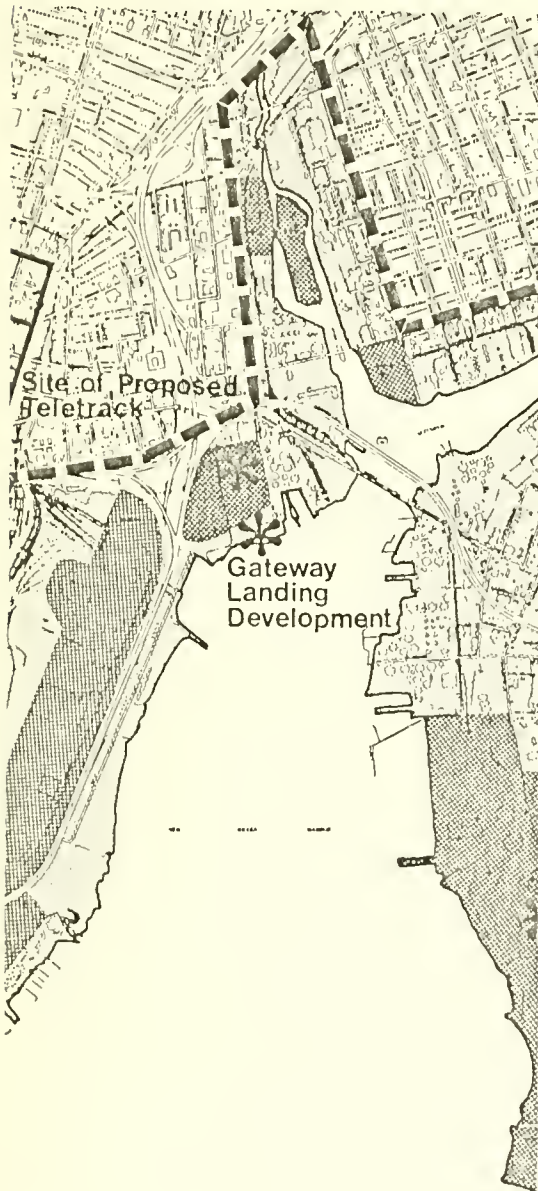 Site of Proposed
Teletrack
Gateway
Landing
Development